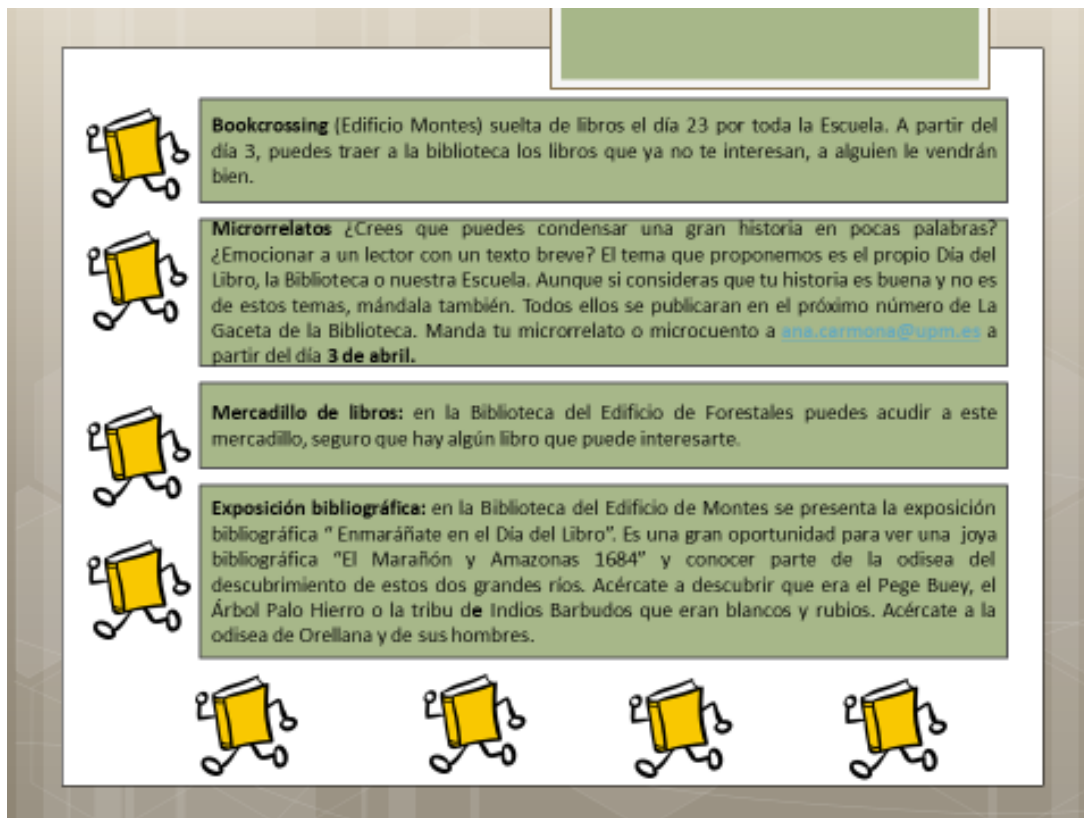 Bookcrossing (Edificio Montes) suelta de libros el día 23 por toda la Escuela. A partir del
día 3, puedes traer a la biblioteca los libros que ya no te interesan, a alguien le vendrán
bien.
Microrrelatos ¿Crees que puedes condensar una gran historia en pocas palabras?
¿Emocionar a un lector con un texto breve? El tema que proponemos es el propio Día del
Libro, la Biblioteca o nuestra Escuela. Aunque si consideras que tu historia es buena y no es
de estos temas, mándala también. Todos ellos se publicaran en el próximo número de La
Gaceta de la Biblioteca. Manda tu microrrelato o microcuento a ana.carmona@upm.es a
partir del día 3 de abril.
Mercadillo de libros: en la Biblioteca del Edificio de Forestales puedes acudir a este
mercadillo, seguro que hay algún libro que puede interesarte.
Exposición bibliográfica: en la Biblioteca del Edificio de Montes se presenta la exposición
bibliográfica " Enmaráñate en el Día del Libro". Es una gran oportunidad para ver una joya
bibliográfica "El Marañón y Amazonas 1684" y conocer parte de la odisea del
descubrimiento de estos dos grandes ríos. Acércate a descubrir que era el Pege Buey, el
Árbol Palo Hierro o la tribu de Indios Barbudos que eran blancos y rubios. Acércate a la
odisea de Orellana y de sus hombres.